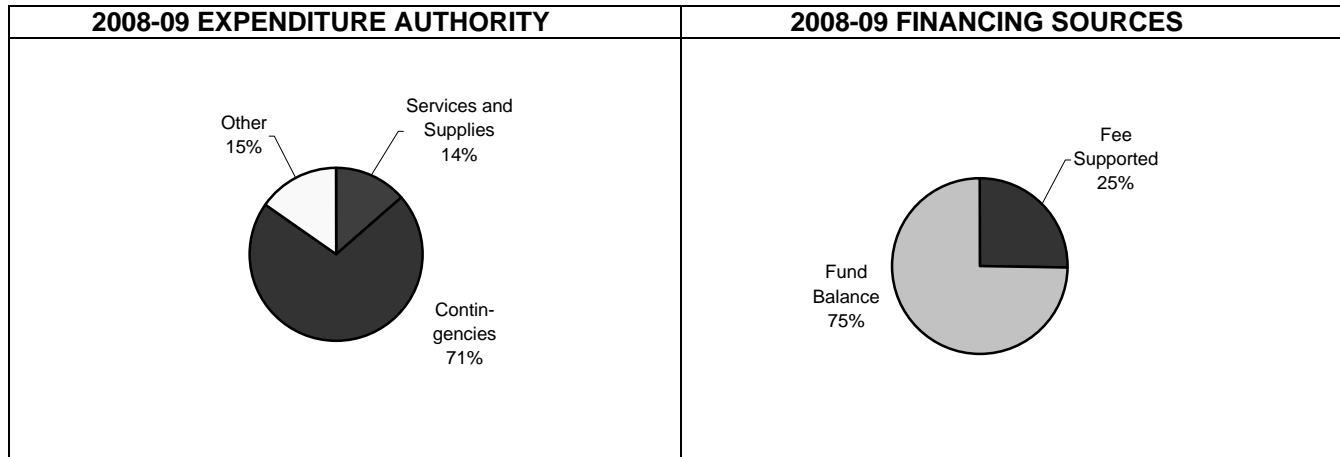 2008-09 EXPENDITURE AUTHORITY
2008-09 FINANCING SOURCES
Other
15%
Services and
Supplies
14%
Contin-
gencies
71%
Fee
Supported
25%
Fund
Balance
75%